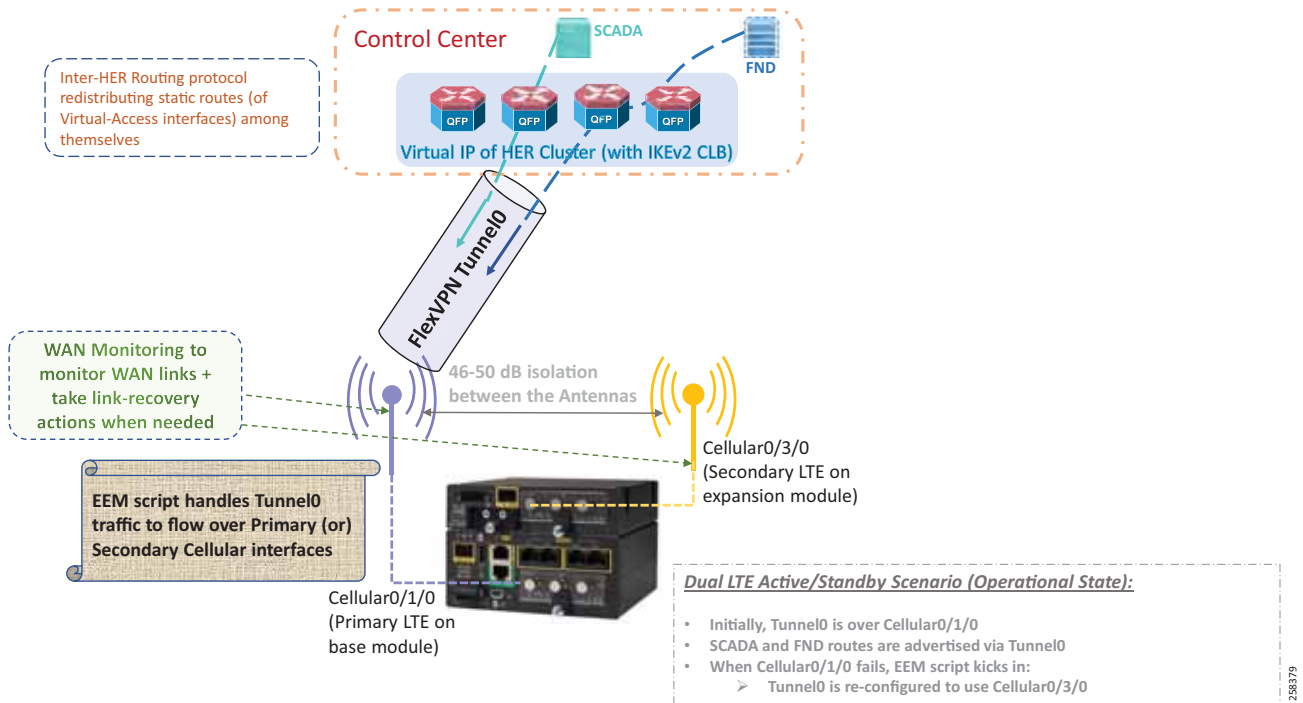 Control Center
SCADA
FND
Inter-HER Routing protocol
redistributing static routes (of
Virtual-Access interfaces) among
themselves
QFP
QFP
QFP
QFP
Virtual IP of HER Cluster (with IKEv2 CLB)
FlexVPN Tunnel0
WAN Monitoring to
monitor WAN links +
take link-recovery
actions when needed
46-50 dB isolation
between the Antennas
Cellular0/3/0
(Secondary LTE on
expansion module)
EEM script handles Tunnel0
traffic to flow over Primary (or)
Secondary Cellular interfaces
Cellular0/1/0
(Primary LTE on
base module)
Dual LTE Active/Standby Scenario (Operational State):
• Initially, Tunnel0 is over Cellular0/1/0
• SCADA and FND routes are advertised via Tunnel0
• When Cellular0/1/0 fails, EEM script kicks in:
➢ Tunnel0 is re-configured to use Cellular0/3/0
258379